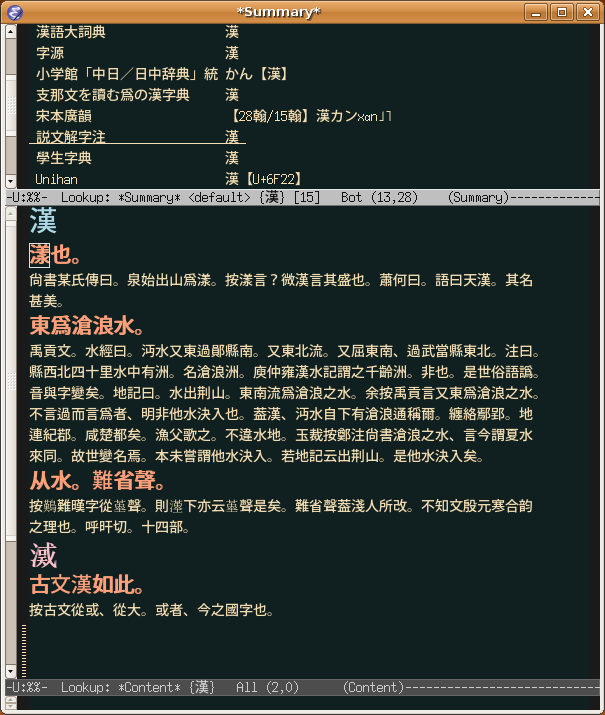 *Summary*
漢語大詞典 漢
字源 漢
小学館「中日／日中辞典」統 かん【漢】
支那文を讀む爲の漢字典 漢
宋本廣韻 【28翰/15翰】漢カンxɑn˩˥
説文解字注 漢
學生字典 漢
Unihan 漢【U+6F22】
-U:%%- Lookup: *Summary* <default> {漢} [15] Bot (13,28) (Summary)-------------
漢
漾也。
尙書某氏傳曰。泉始出山爲漾。按漾言？微漢言其盛也。蕭何曰。語曰天漢。其名
甚美。
東爲滄浪水。
禹貢文。水經曰。沔水又東過鄖縣南。又東北流。又屈東南、過武當縣東北。注曰。
縣西北四十里水中有洲。名滄浪洲。庾仲雍漢水記謂之千齡洲。非也。是世俗語譌。
音與字變矣。地記曰。水出荆山。東南流爲滄浪之水。余按禹貢言又東爲滄浪之水。
不言過而言爲者、明非他水決入也。葢漢、沔水自下有滄浪通稱爾。纏絡鄢郢。地
連紀郡。咸楚都矣。漁父歌之。不違水地。玉裁按鄭注尙書滄浪之水、言今謂夏水
來同。故世變名焉。本未嘗謂他水決入。若地記云出荆山。是他水決入矣。
从水。難省聲。
按鷬難暵字從堇聲。則漾下亦云堇聲是矣。難省聲葢淺人所改。不知文殷元寒合韵
之理也。呼旰切。十四部。
㵄
古文漢如此。
按古文從或、從大。或者、今之國字也。
-U:%%- Lookup: *Content* {漢} All (2,0) (Content)-----------------------------